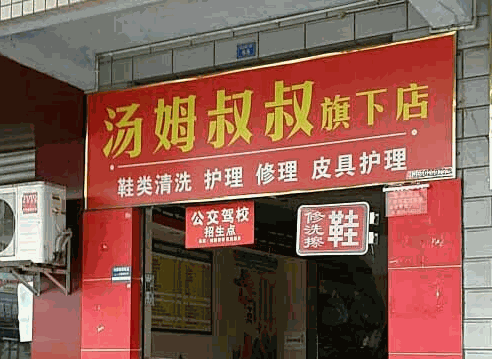 汤姆叔叔旗下店
鞋类清洗 护理 修理 皮具护理
公交驾校
招生点
修洗擦
鞋